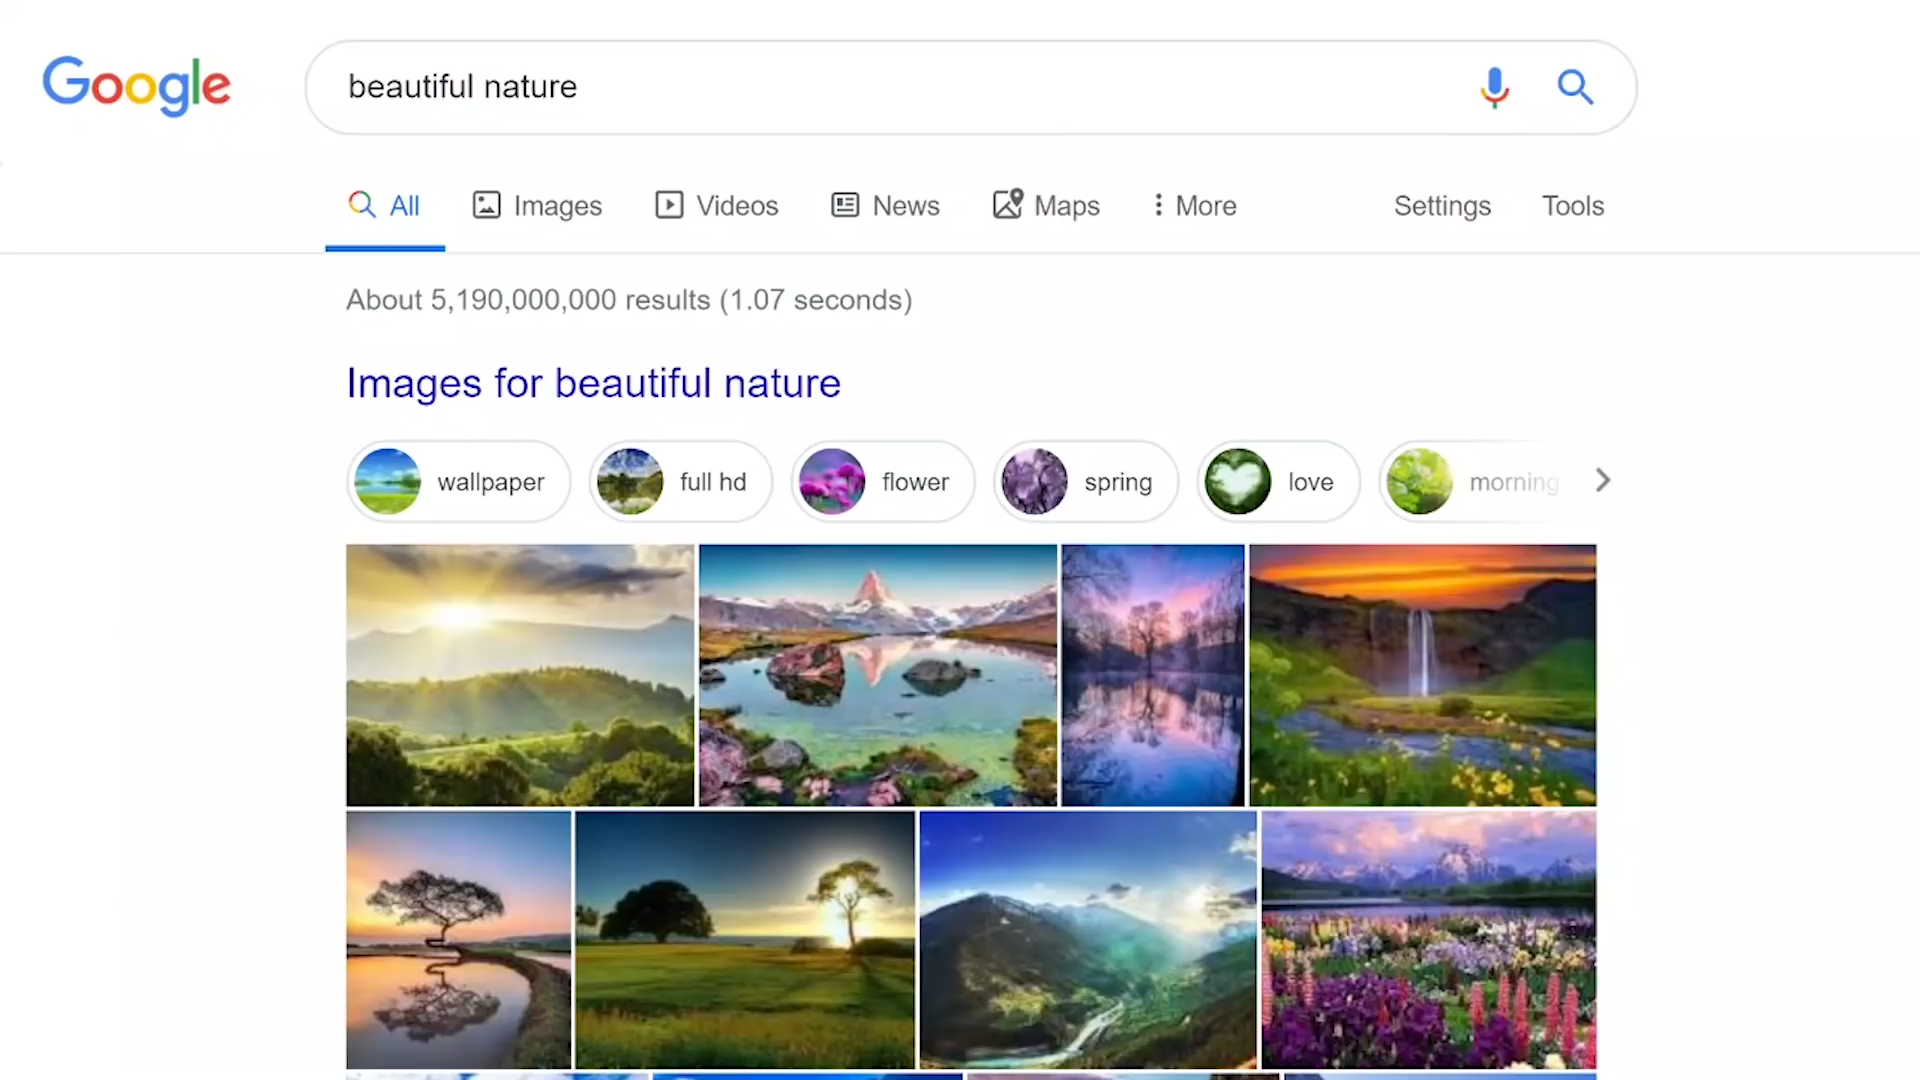 Google
beautiful nature
All Images Videos News Maps More Settings Tools
About 5,190,000,000 results (1.07 seconds)
Images for beautiful nature
wallpaper full hd flower spring love morning